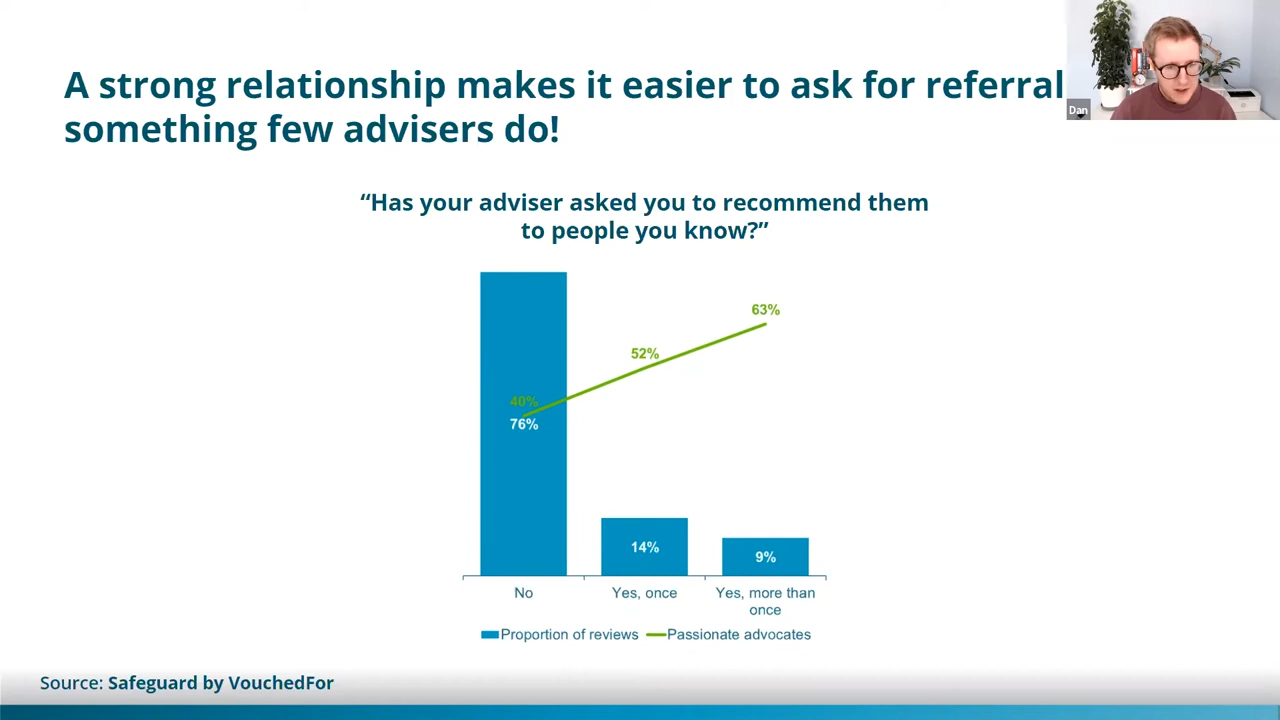 A strong relationship makes it easier to ask for referral
something few advisers do!
Dan
“Has your adviser asked you to recommend them
to people you know?”
63%
52%
40%
76%
14%
9%
No
Yes, once
Yes, more than
once
Proportion of reviews
Passionate advocates
Source: Safeguard by VouchedFor